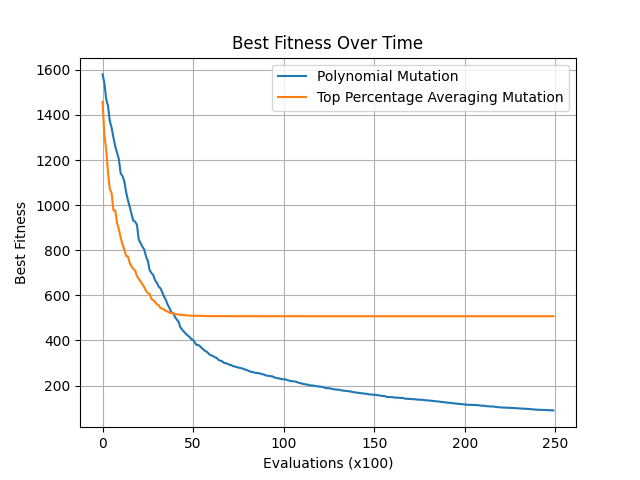 Best Fitness Over Time
Polynomial Mutation
Top Percentage Averaging Mutation
Best Fitness
1600
1400
1200
1000
800
600
400
200
0 50 100 150 200 250
Evaluations (x100)